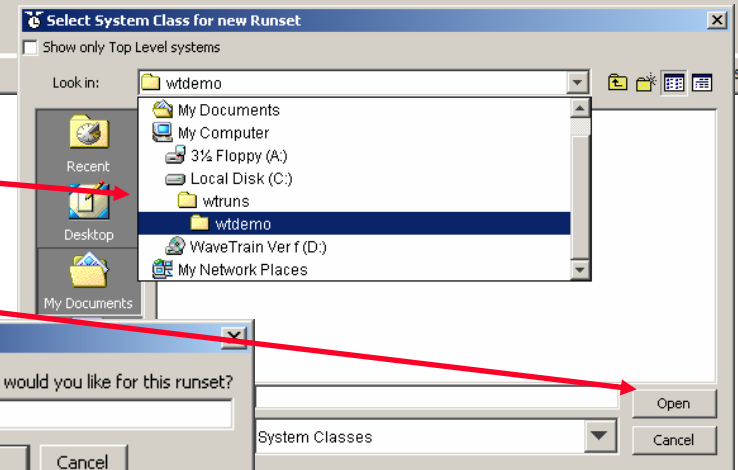 Select System Class for new Runset
Show only Top Level systems
Look in:
wtdemo
My Documents
My Computer
3½ Floppy (A:)
Local Disk (C:)
wtruns
wtdemo
WaveTrain Ver f (D:)
My Network Places
Recent
Desktop
My Documents
would you like for this runset?
Cancel
Open
System Classes
Cancel